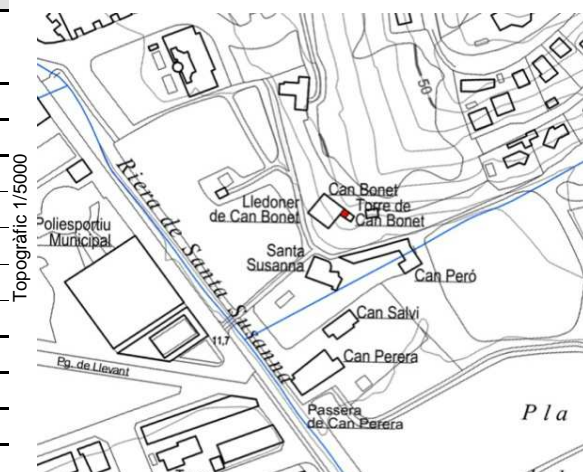 Topogràfic 1/5000
50
Riera de Santa Susanna
Can Bonet
Lledoner
de Can Bonet
Torre de
Can Bonet
Poliesportiu
Municipal
Santa
Susanna
Can Peró
Can Salvi
11,7
Can Perera
Pg. de Llevant
Passera
de Can Perera
Pla